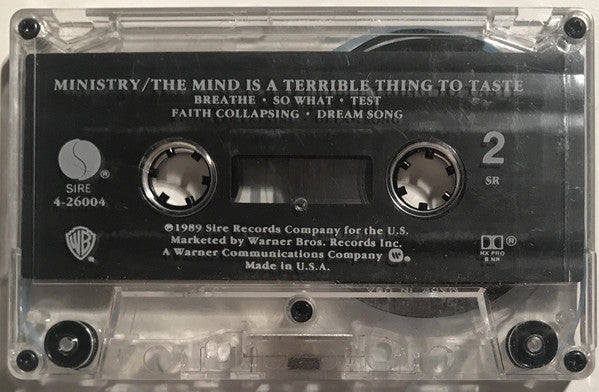 MINISTRY/THE MIND IS A TERRIBLE THING TO TASTE
BREATHE • SO WHAT • TEST
FAITH COLLAPSING • DREAM SONG
S
SIRE ®
4-26004
2
SR
℗1989 Sire Records Company for the U.S.
Marketed by Warner Bros. Records Inc.
A Warner Communications Company W ®
Made in U.S.A.
WB
®
HX PRO
B NR